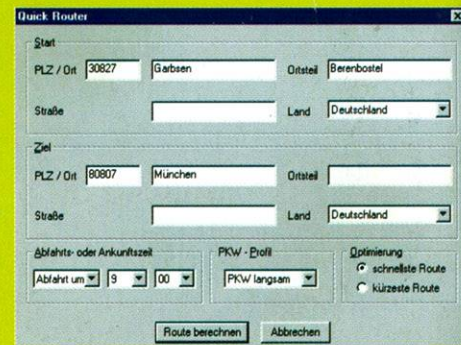 Quick Router
Start
PLZ / Ort 30827 Garbsen Ortsteil Berenbostel
Straße Land Deutschland
Ziel
PLZ / Ort 80807 München Ortsteil
Straße Land Deutschland
Abfahrts- oder Ankunftszeit PKW - Profil Optimierung
Abfahrt um 9 00 PKW langsam schnellste Route
kürzeste Route
Route berechnen Abbrechen